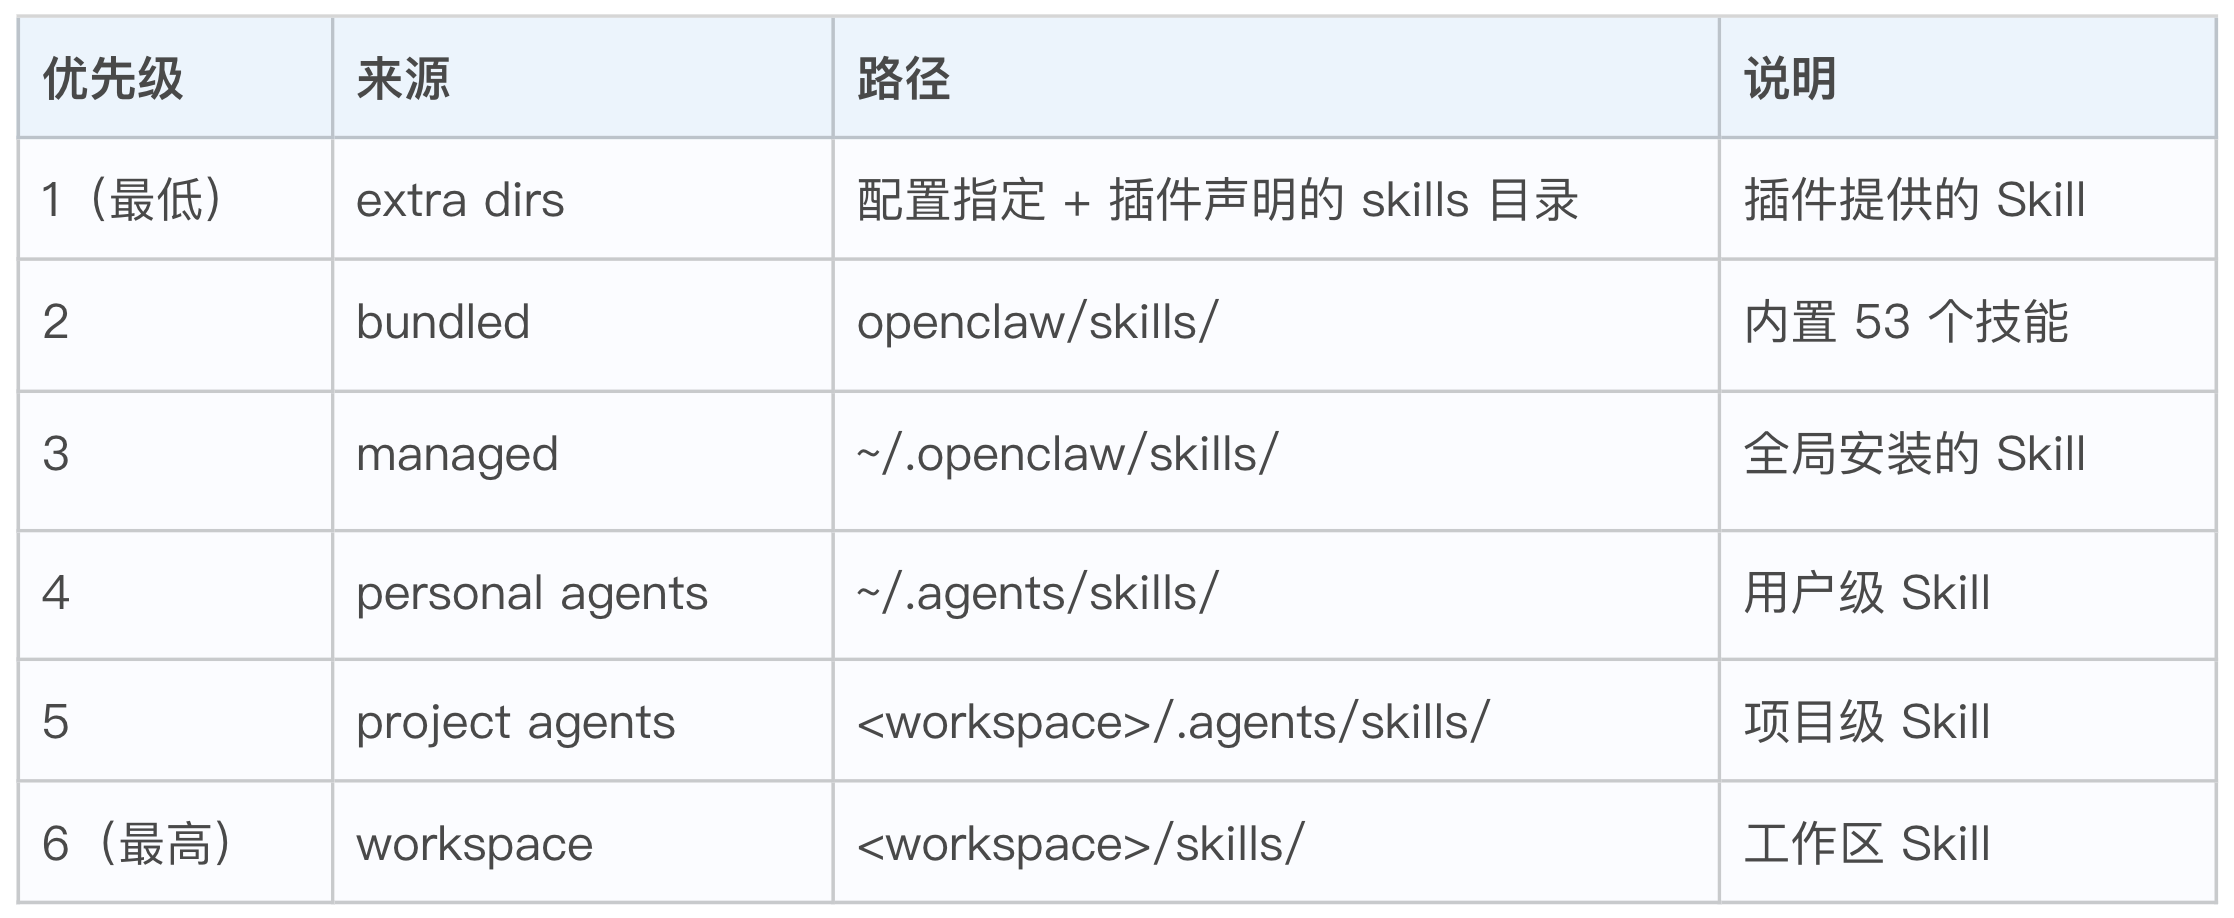 优先级 来源 路径 说明
1（最低） extra dirs 配置指定 + 插件声明的 skills 目录 插件提供的 Skill
2 bundled openclaw/skills/ 内置 53 个技能
3 managed ~/.openclaw/skills/ 全局安装的 Skill
4 personal agents ~/.agents/skills/ 用户级 Skill
5 project agents <workspace>/.agents/skills/ 项目级 Skill
6（最高） workspace <workspace>/skills/ 工作区 Skill